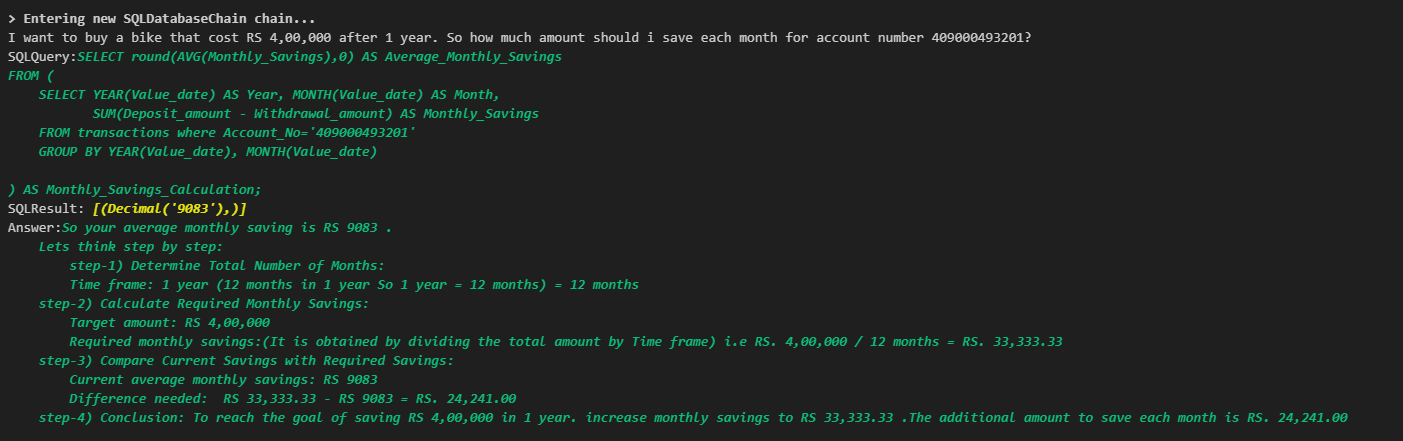 > Entering new SQLDatabaseChain chain...
I want to buy a bike that cost RS 4,00,000 after 1 year. So how much amount should i save each month for account number 409000493201?
SQLQuery:SELECT round(AVG(Monthly_Savings),0) AS Average_Monthly_Savings
FROM (
    SELECT YEAR(Value_date) AS Year, MONTH(Value_date) AS Month,
           SUM(Deposit_amount - Withdrawal_amount) AS Monthly_Savings
    FROM transactions where Account_No='409000493201'
    GROUP BY YEAR(Value_date), MONTH(Value_date)

) AS Monthly_Savings_Calculation;
SQLResult: [(Decimal('9083'),)]
Answer:So your average monthly saving is RS 9083 .
    Lets think step by step:
        step-1) Determine Total Number of Months:
        Time frame: 1 year (12 months in 1 year So 1 year = 12 months) = 12 months
    step-2) Calculate Required Monthly Savings:
        Target amount: RS 4,00,000
        Required monthly savings:(It is obtained by dividing the total amount by Time frame) i.e RS. 4,00,000 / 12 months = RS. 33,333.33
    step-3) Compare Current Savings with Required Savings:
        Current average monthly savings: RS 9083
        Difference needed:  RS 33,333.33 - RS 9083 = RS. 24,241.00
    step-4) Conclusion: To reach the goal of saving RS 4,00,000 in 1 year. increase monthly savings to RS 33,333.33 .The additional amount to save each month is RS. 24,241.00